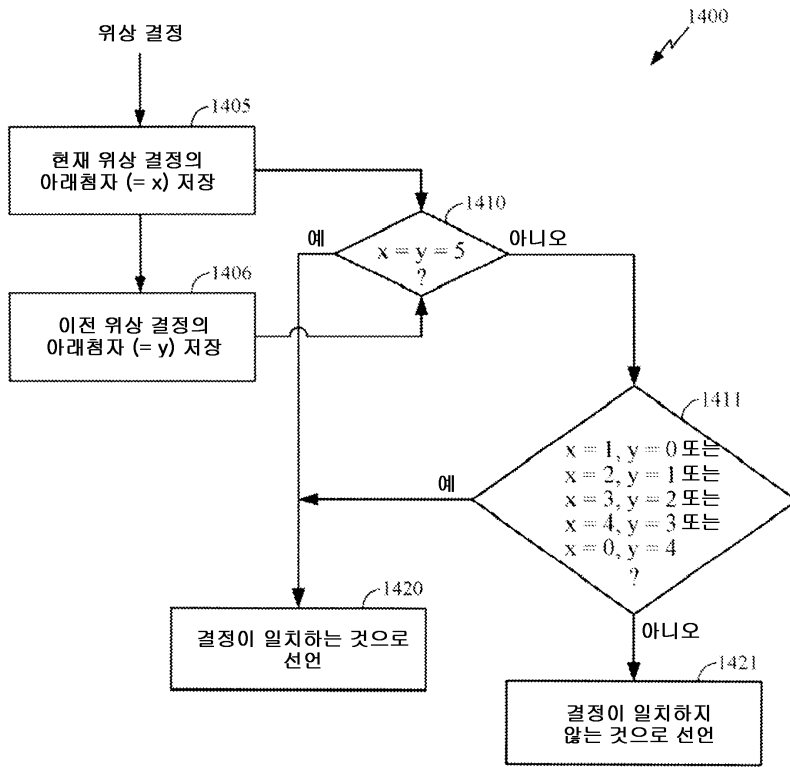 1400
위상 결정
1405
현재 위상 결정의
아래첨자 (= x) 저장
1410
예
x = y = 5
?
아니오
1406
이전 위상 결정의
아래첨자 (= y) 저장
1411
x = 1, y = 0 또는
x = 2, y = 1 또는
x = 3, y = 2 또는
x = 4, y = 3 또는
x = 0, y = 4
?
예
1420
결정이 일치하는 것으로
선언
아니오
1421
결정이 일치하지
않는 것으로 선언